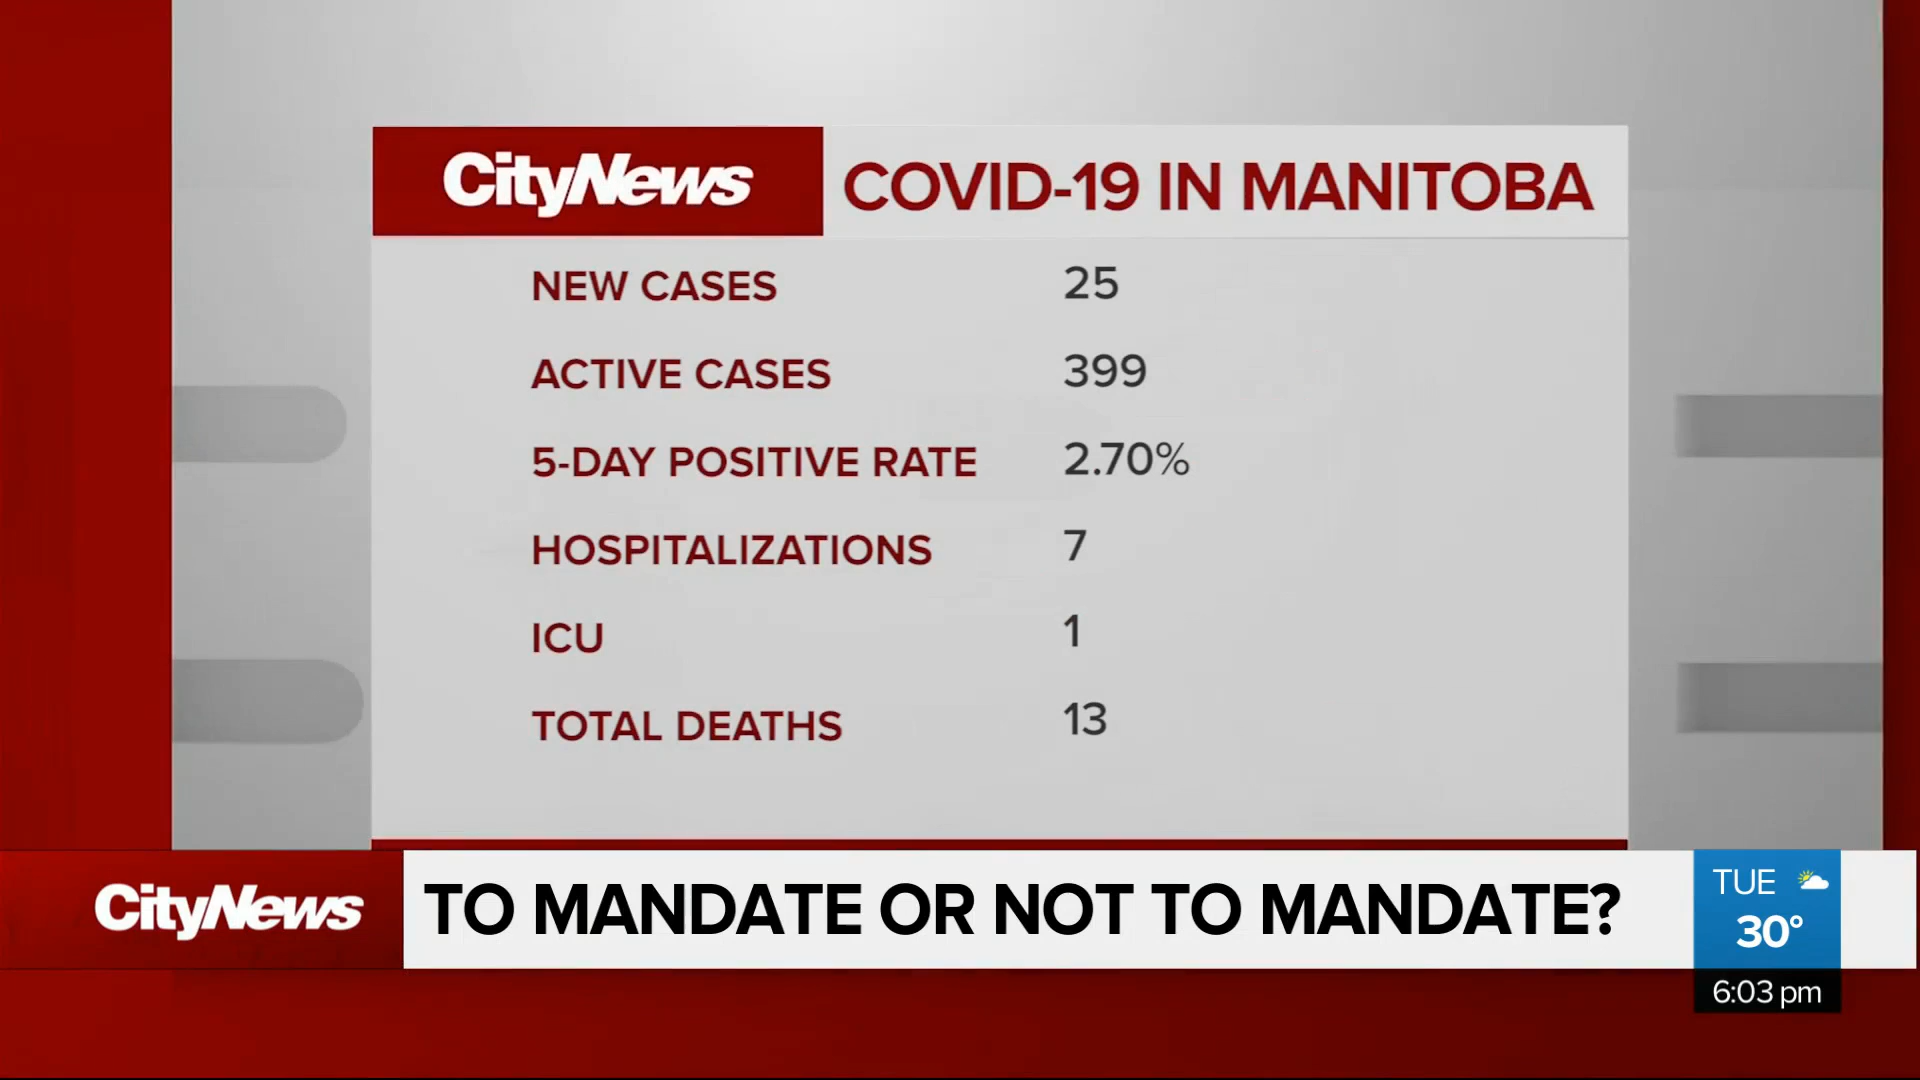 CityNews COVID-19 IN MANITOBA
NEW CASES 25
ACTIVE CASES 399
5-DAY POSITIVE RATE 2.70%
HOSPITALIZATIONS 7
ICU 1
TOTAL DEATHS 13
CityNews TO MANDATE OR NOT TO MANDATE?
TUE
30°
6:03 pm